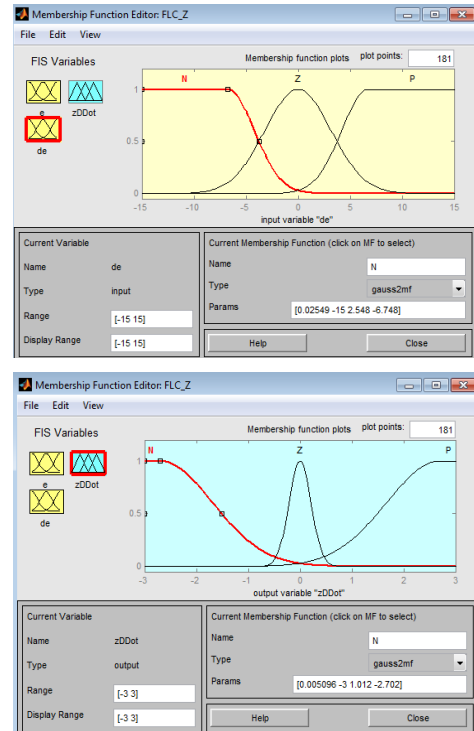 Membership Function Editor: FLC_Z
File Edit View
FIS Variables
Membership function plots plot points: 181
e zDDot
de
N Z P
1
0.5
0
-15 -10 -5 0 5 10 15
input variable "de"
Current Variable
Name de
Type input
Range [-15 15]
Display Range [-15 15]
Current Membership Function (click on MF to select)
Name N
Type gauss2mf
Params [0.02549 -15 2.548 -6.748]
Help Close
Membership Function Editor: FLC_Z
File Edit View
FIS Variables
Membership function plots plot points: 181
e zDDot
de
N Z P
1
0.5
0
-3 -2 -1 0 1 2 3
output variable "zDDot"
Current Variable
Name zDDot
Type output
Range [-3 3]
Display Range [-3 3]
Current Membership Function (click on MF to select)
Name N
Type gauss2mf
Params [0.005096 -3 1.012 -2.702]
Help Close